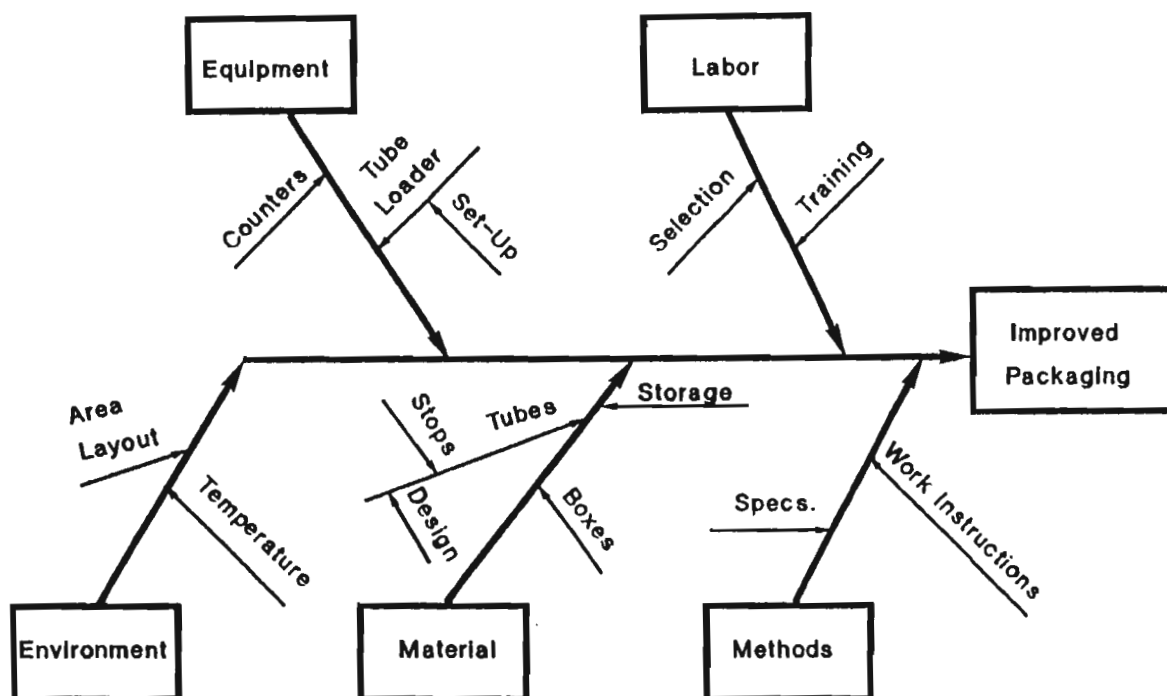 Equipment
Labor
Counters
Tube
Loader
Set-Up
Selection
Training
Improved
Packaging
Area
Layout
Temperature
Stops
Tubes
Design
Storage
Boxes
Specs.
Work Instructions
Environment
Material
Methods